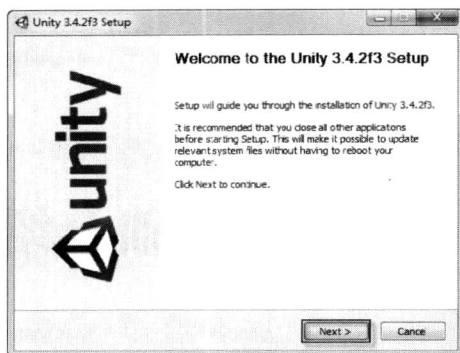 Unity 3.4.2f3 Setup
Welcome to the Unity 3.4.2f3 Setup
Setup will guide you through the installation of Unity 3.4.2f3.
It is recommended that you close all other applications
before starting Setup. This will make it possible to update
relevant system files without having to reboot your
computer.
Click Next to continue.
unity
Next >
Cance